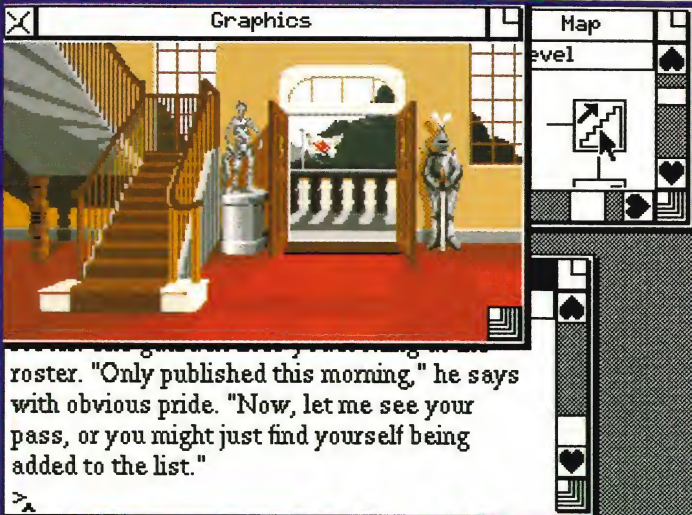 Graphics
Map
evel
roster. "Only published this morning," he says
with obvious pride. "Now, let me see your
pass, or you might just find yourself being
added to the list."
>